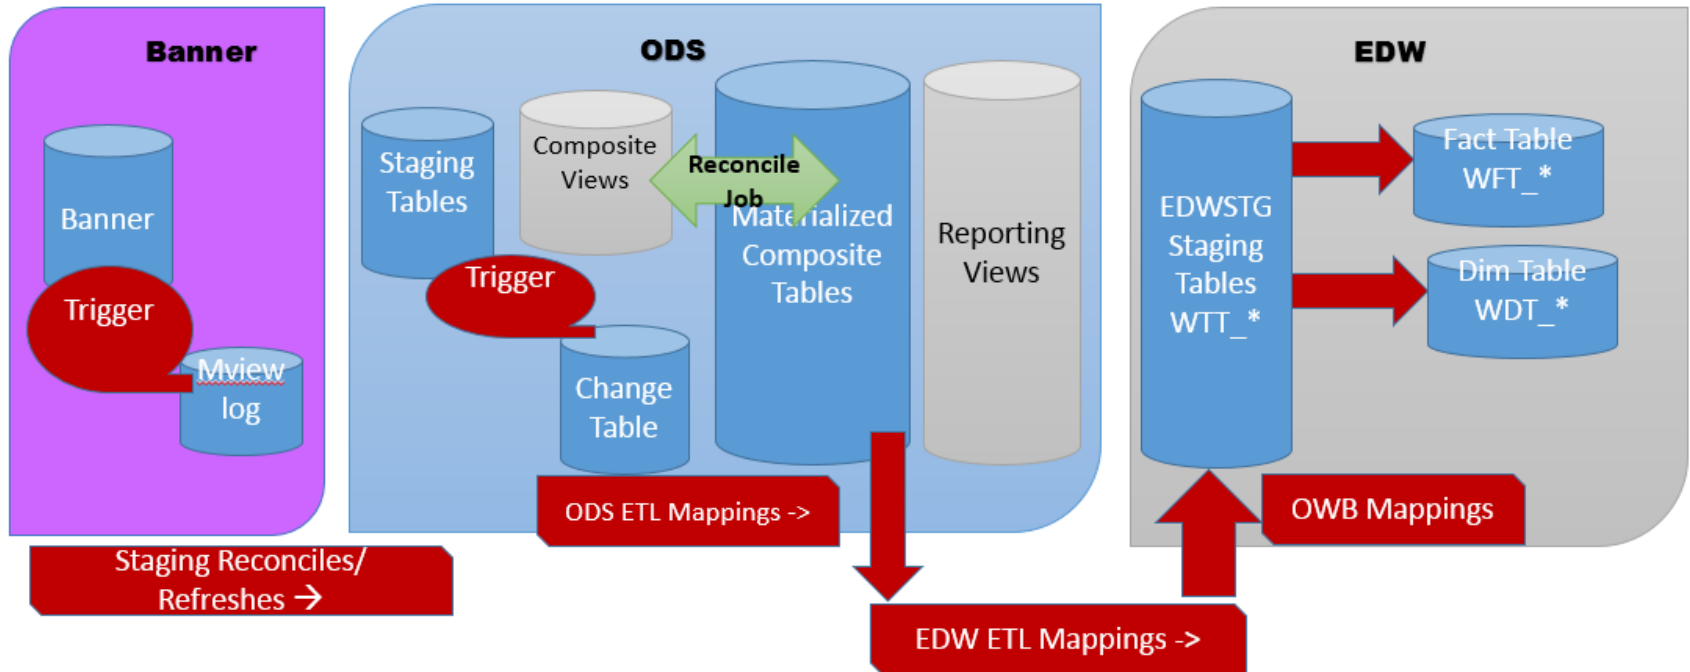 Banner
Banner
Trigger
Mview
log
Staging Reconciles/
Refreshes →
ODS
Staging
Tables
Composite
Views
Reconcile
Job
Trigger
Change
Table
Materialized
Composite
Tables
Reporting
Views
ODS ETL Mappings ->
EDW ETL Mappings ->
EDW
EDWSTG
Staging
Tables
WTT_*
Fact Table
WFT_*
Dim Table
WDT_*
OWB Mappings